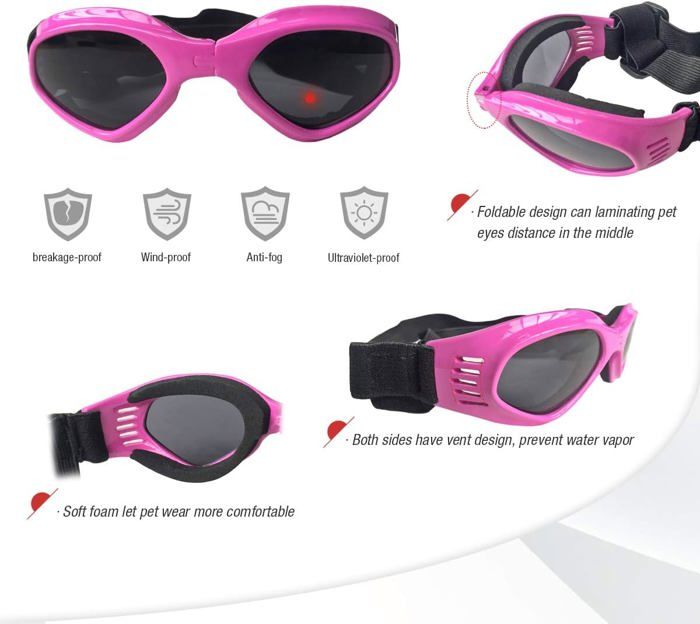 breakage-proof
Wind-proof
Anti-fog
Ultraviolet-proof
· Foldable design can laminating pet
eyes distance in the middle
· Both sides have vent design, prevent water vapor
· Soft foam let pet wear more comfortable